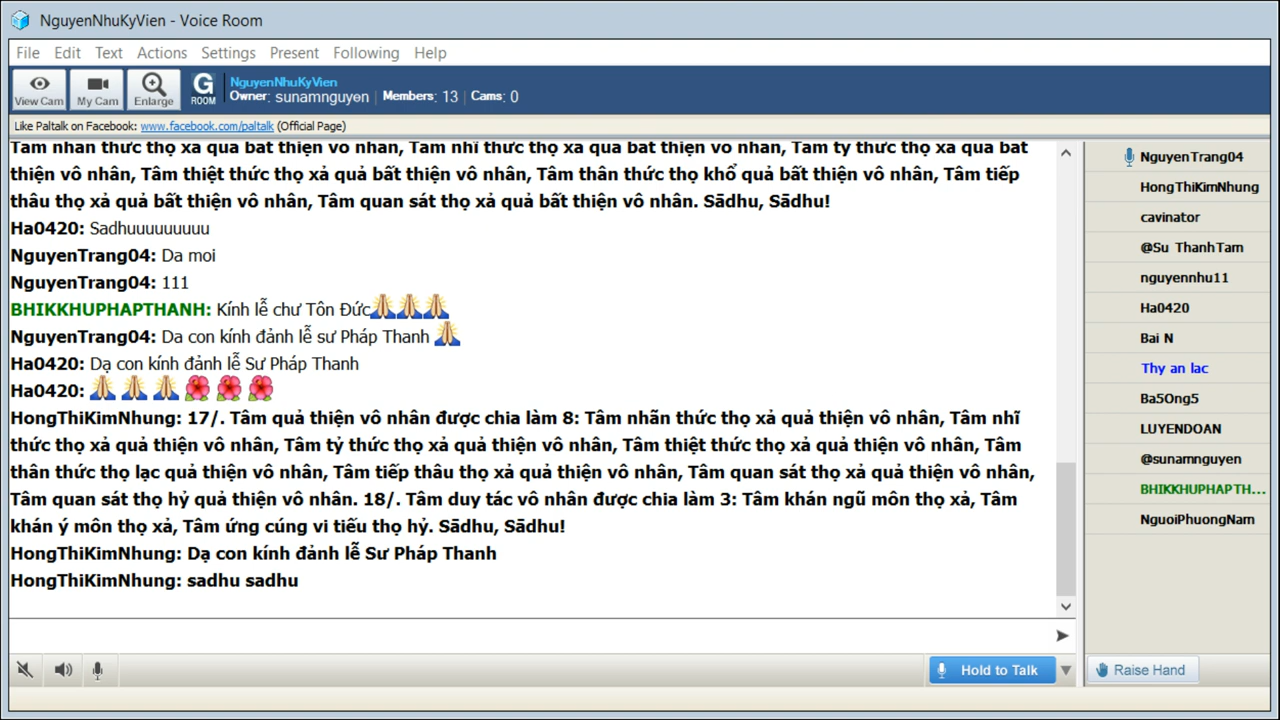 NguyenNhuKyVien - Voice Room
File Edit Text Actions Settings Present Following Help
View Cam My Cam Enlarge G ROOM
NguyenNhuKyVien
Owner: sunamnguyen | Members: 13 | Cams: 0
Like Paltalk on Facebook: www.facebook.com/paltalk (Official Page)
Tâm nhãn thức thọ xả quả bất thiện vô nhân, Tâm nhĩ thức thọ xả quả bất thiện vô nhân, Tâm tỷ thức thọ xả quả bất
thiện vô nhân, Tâm thiệt thức thọ xả quả bất thiện vô nhân, Tâm thân thức thọ khổ quả bất thiện vô nhân, Tâm tiếp
thâu thọ xả quả bất thiện vô nhân, Tâm quan sát thọ xả quả bất thiện vô nhân. Sādhu, Sādhu!
Ha0420: Sadhuuuuuuuuu
NguyenTrang04: Da moi
NguyenTrang04: 111
BHIKKHUPHAPTHANH: Kính lễ chư Tôn Đức
NguyenTrang04: Da con kính đảnh lễ sư Pháp Thanh
Ha0420: Dạ con kính đảnh lễ Sư Pháp Thanh
Ha0420:
HongThiKimNhung: 17/. Tâm quả thiện vô nhân được chia làm 8: Tâm nhãn thức thọ xả quả thiện vô nhân, Tâm nhĩ
thức thọ xả quả thiện vô nhân, Tâm tỷ thức thọ xả quả thiện vô nhân, Tâm thiệt thức thọ xả quả thiện vô nhân, Tâm
thân thức thọ lạc quả thiện vô nhân, Tâm tiếp thâu thọ xả quả thiện vô nhân, Tâm quan sát thọ xả quả thiện vô nhân,
Tâm quan sát thọ hỷ quả thiện vô nhân. 18/. Tâm duy tác vô nhân được chia làm 3: Tâm khán ngũ môn thọ xả, Tâm
khán ý môn thọ xả, Tâm ứng cúng vi tiếu thọ hỷ. Sādhu, Sādhu!
HongThiKimNhung: Dạ con kính đảnh lễ Sư Pháp Thanh
HongThiKimNhung: sadhu sadhu
NguyenTrang04
HongThiKimNhung
cavinator
@Su ThanhTam
nguyennhu11
Ha0420
Bai N
Thy an lac
Ba5Ong5
LUYENDOAN
@sunamnguyen
BHIKKHUPHAPTH...
NguoiPhuongNam
Hold to Talk
Raise Hand